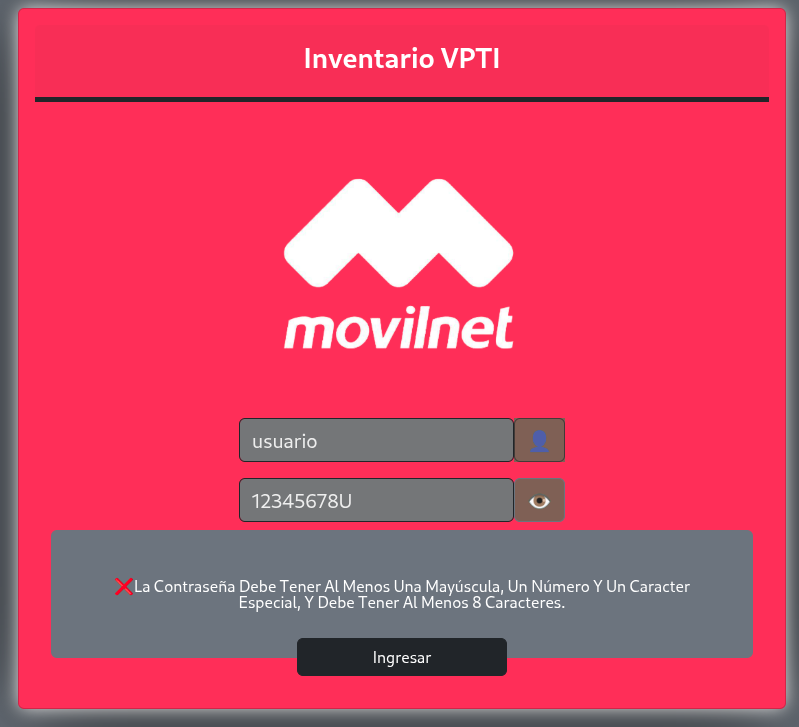 Inventario VPTI
movilnet
usuario
12345678U
❌La Contraseña Debe Tener Al Menos Una Mayúscula, Un Número Y Un Caracter
Especial, Y Debe Tener Al Menos 8 Caracteres.
Ingresar